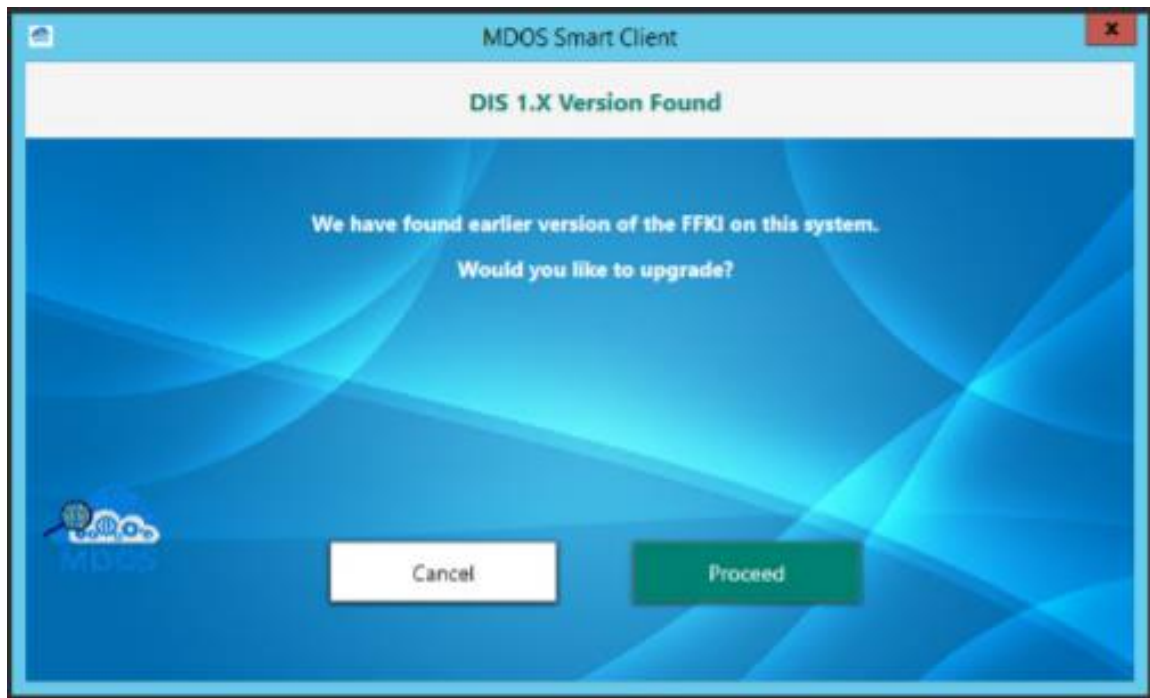 MDOS Smart Client
DIS 1.X Version Found
We have found earlier version of the FFKI on this system.
Would you like to upgrade?
MDOS
Cancel
Proceed